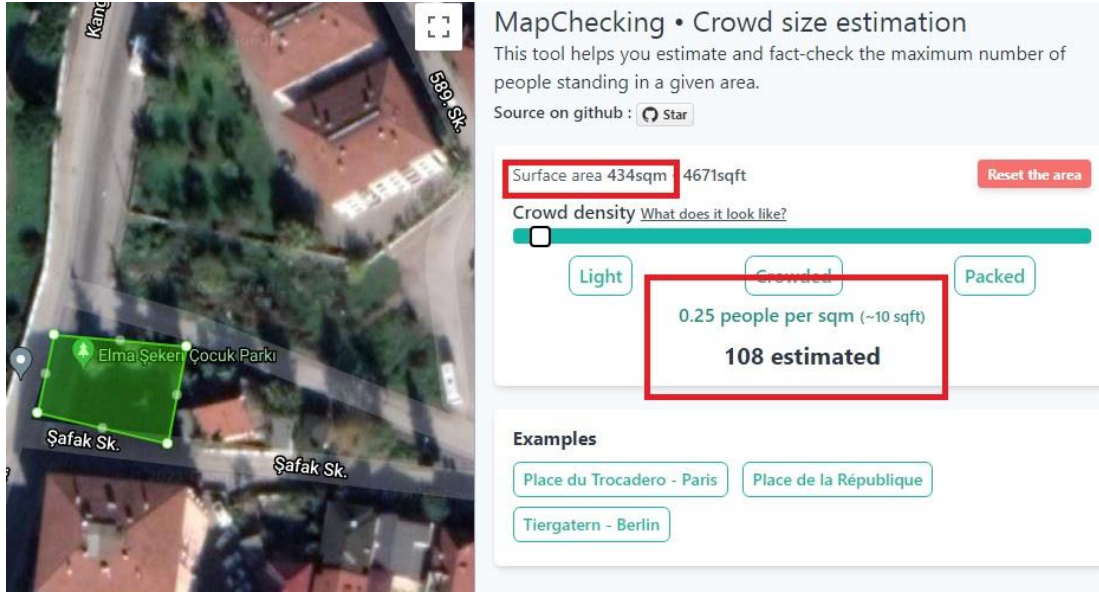 Kang
589. Sk.
Elma Şekeri Çocuk Parkı
Şafak Sk.
Şafak Sk.
MapChecking • Crowd size estimation
This tool helps you estimate and fact-check the maximum number of
people standing in a given area.
Source on github : Star
Surface area 434sqm 4671sqft
Reset the area
Crowd density What does it look like?
Light
Crowded
Packed
0.25 people per sqm (~10 sqft)
108 estimated
Examples
Place du Trocadero - Paris
Place de la République
Tiergatern - Berlin